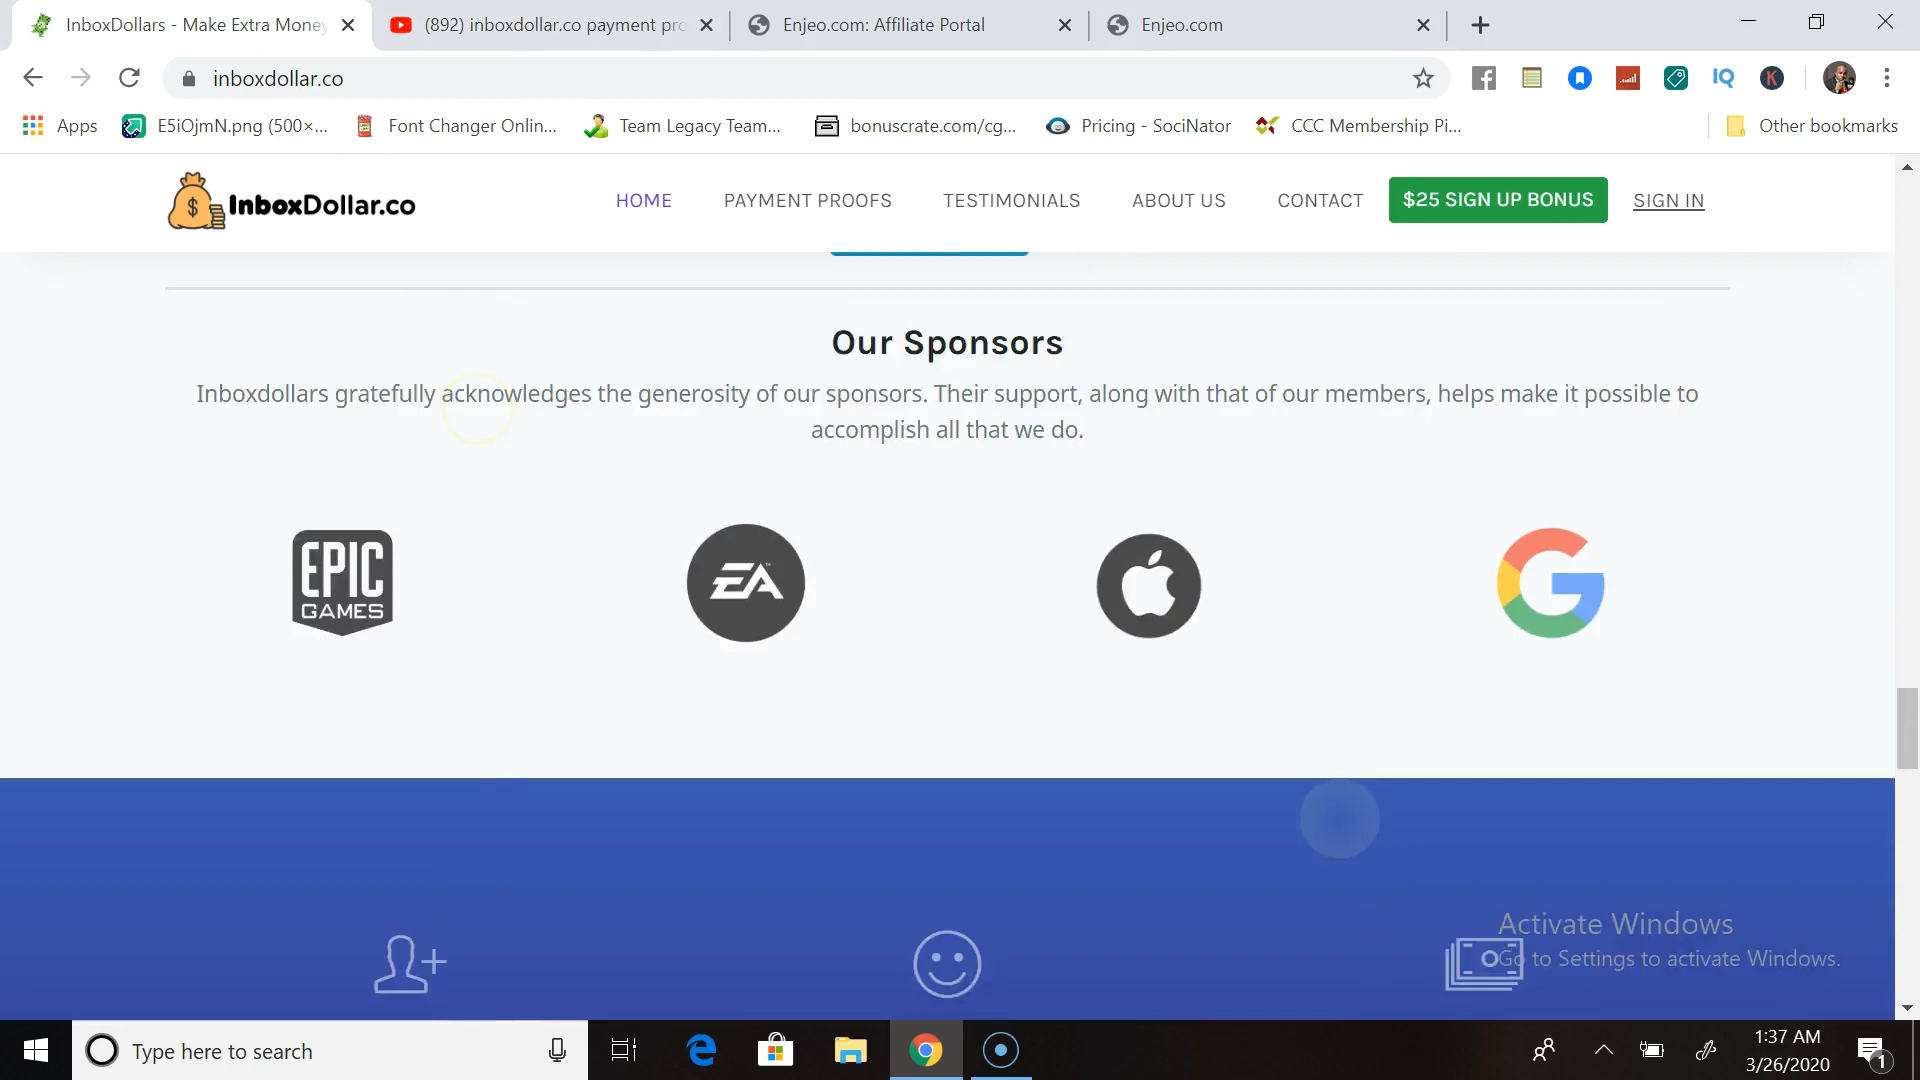 InboxDollars - Make Extra Money
(892) inboxdollar.co payment pro
Enjeo.com: Affiliate Portal
Enjeo.com
inboxdollar.co
IQ
K
Apps
E5iOjmN.png (500×...
Font Changer Onlin...
Team Legacy Team...
bonuscrate.com/cg...
Pricing - SociNator
CCC Membership Pi...
Other bookmarks
$ InboxDollar.co
HOME
PAYMENT PROOFS
TESTIMONIALS
ABOUT US
CONTACT
$25 SIGN UP BONUS
SIGN IN
Our Sponsors
Inboxdollars gratefully acknowledges the generosity of our sponsors. Their support, along with that of our members, helps make it possible to
accomplish all that we do.
EPIC
GAMES
EA
G
Activate Windows
Go to Settings to activate Windows.
Type here to search
1:37 AM
3/26/2020
1